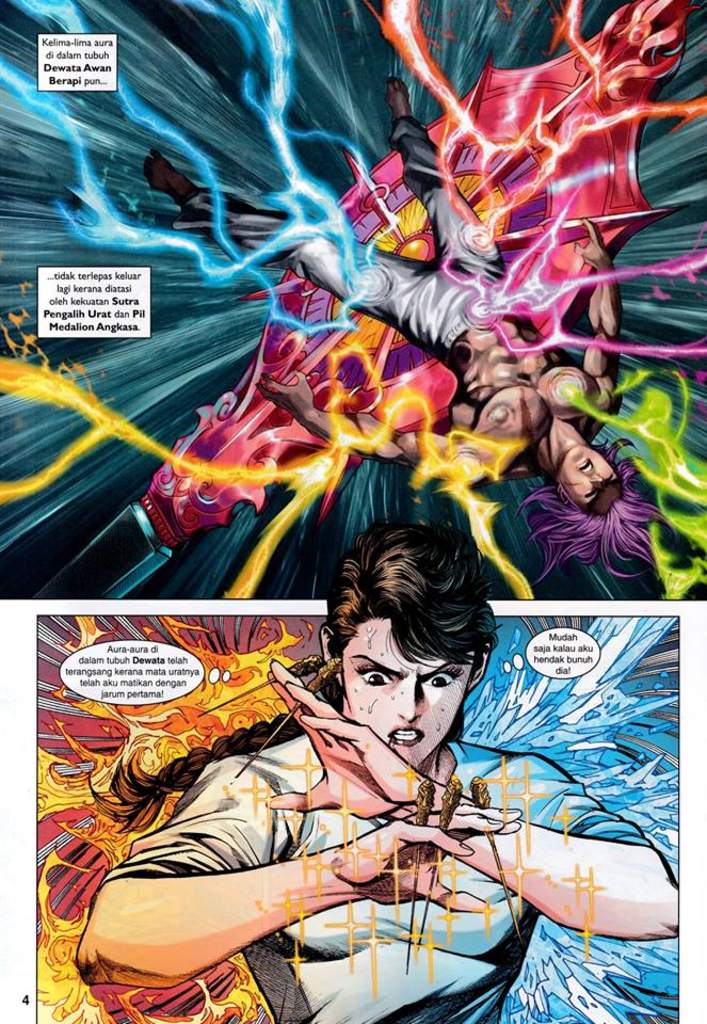 Kelima-lima aura
di dalam tubuh
Dewata Awan
Berapi pun...
...tidak terlepas keluar
lagi kerana diatasi
oleh kekuatan Sutra
Pengalih Urat dan Pil
Medalion Angkasa.
Aura-aura di
dalam tubuh Dewata telah
terangsang kerana mata uratnya
telah aku matikan dengan
jarum pertama!
Mudah
saja kalau aku
hendak bunuh
dia!
4